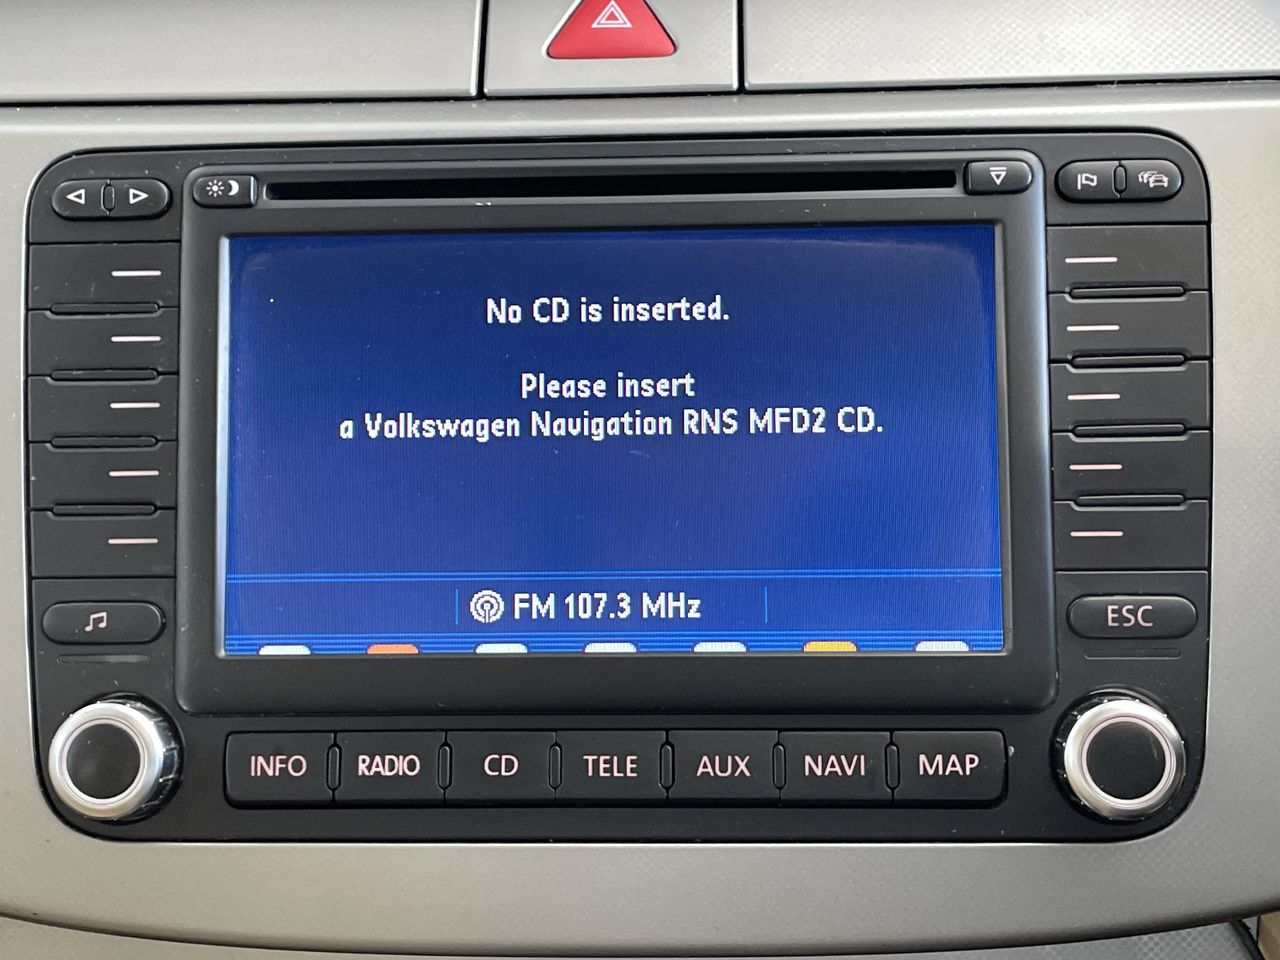 No CD is inserted.
Please insert
a Volkswagen Navigation RNS MFD2 CD.
FM 107.3 MHz
ESC
INFO RADIO CD TELE AUX NAVI MAP